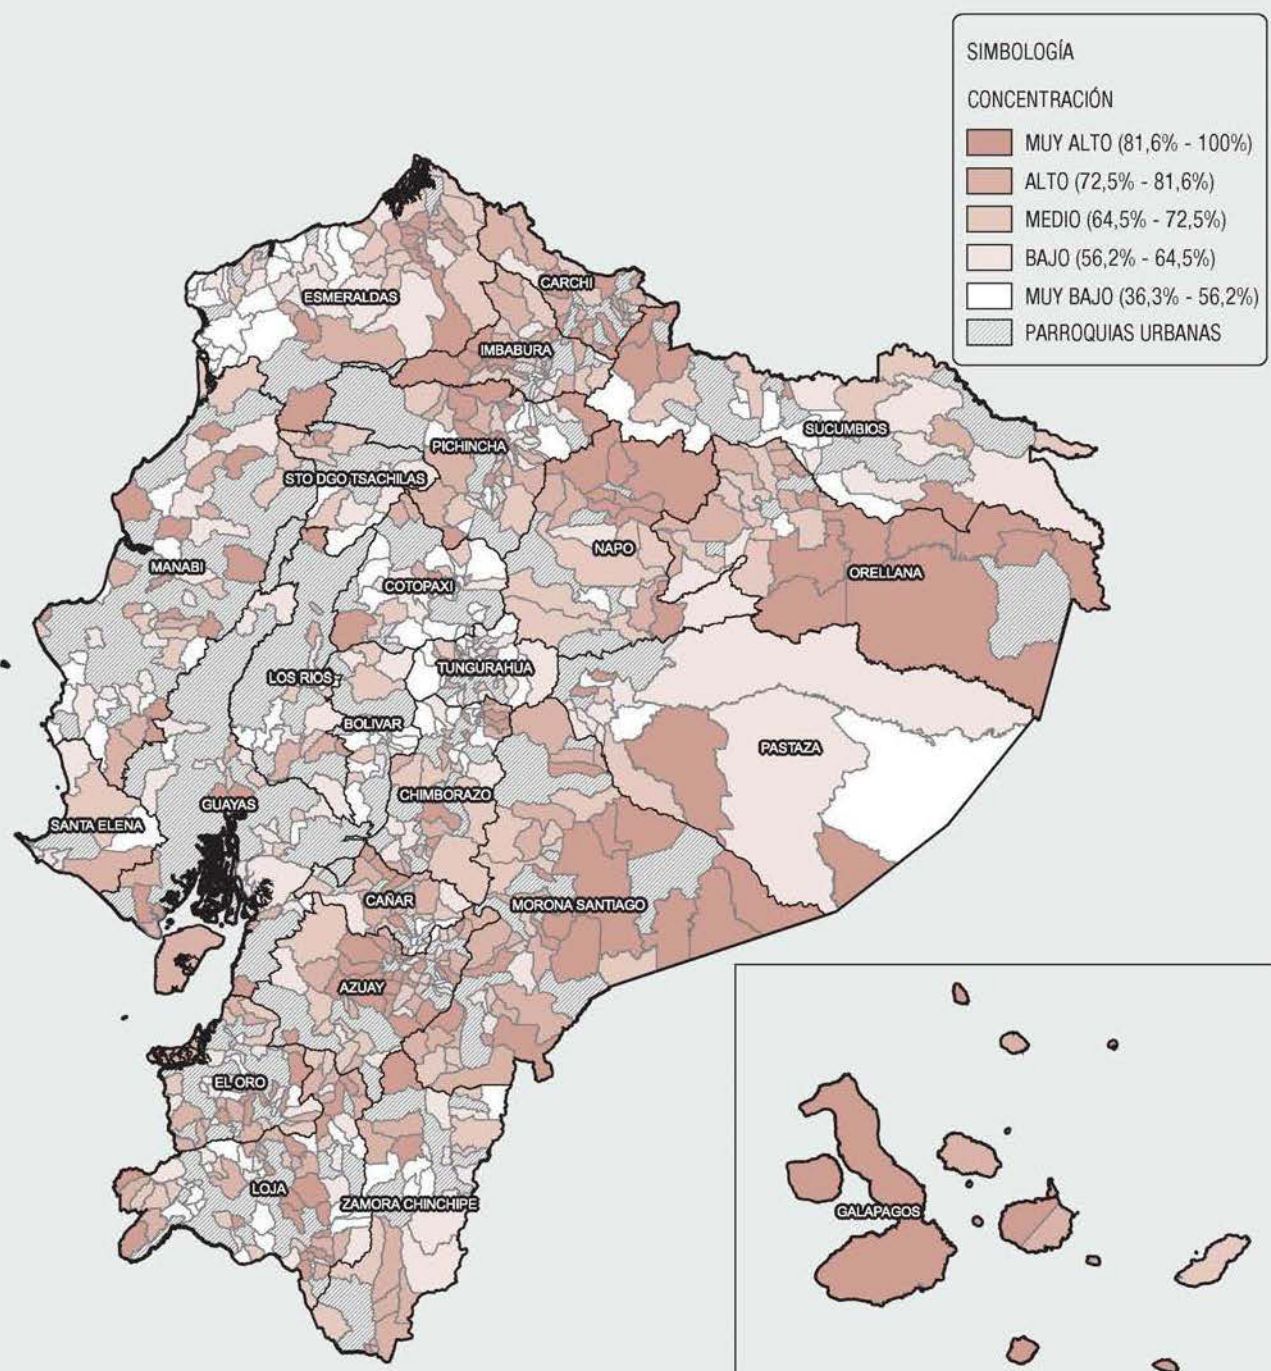 SIMBOLOGÍA
CONCENTRACIÓN
MUY ALTO (81,6% - 100%)
ALTO (72,5% - 81,6%)
MEDIO (64,5% - 72,5%)
BAJO (56,2% - 64,5%)
MUY BAJO (36,3% - 56,2%)
PARROQUIAS URBANAS
CARCHI
ESMERALDAS
IMBABURA
SUCUMBIOS
PICHINCHA
STO DGO TSACHILAS
NAPO
MANABI
ORELLANA
COTOPAXI
TUNGURAHUA
LOS RIOS
BOLIVAR
PASTAZA
CHIMBORAZO
GUAYAS
SANTA ELENA
CAÑAR
MORONA SANTIAGO
AZUAY
EL ORO
LOJA
ZAMORA CHINCHIPE
GALAPAGOS